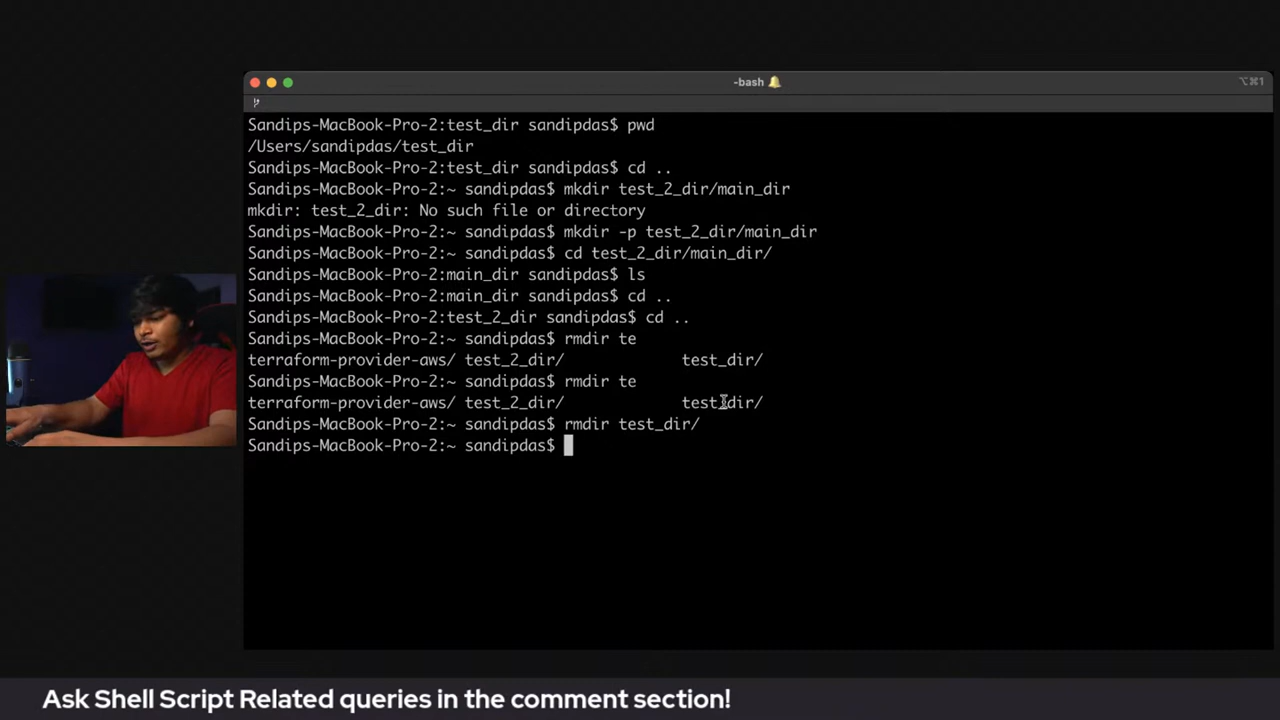 -bash 🔔
⌥⌘1
Sandips-MacBook-Pro-2:test_dir sandipdas$ pwd
/Users/sandipdas/test_dir
Sandips-MacBook-Pro-2:test_dir sandipdas$ cd ..
Sandips-MacBook-Pro-2:~ sandipdas$ mkdir test_2_dir/main_dir
mkdir: test_2_dir: No such file or directory
Sandips-MacBook-Pro-2:~ sandipdas$ mkdir -p test_2_dir/main_dir
Sandips-MacBook-Pro-2:~ sandipdas$ cd test_2_dir/main_dir/
Sandips-MacBook-Pro-2:main_dir sandipdas$ ls
Sandips-MacBook-Pro-2:main_dir sandipdas$ cd ..
Sandips-MacBook-Pro-2:test_2_dir sandipdas$ cd ..
Sandips-MacBook-Pro-2:~ sandipdas$ rmdir te
terraform-provider-aws/ test_2_dir/ test_dir/
Sandips-MacBook-Pro-2:~ sandipdas$ rmdir te
terraform-provider-aws/ test_2_dir/ test_dir/
Sandips-MacBook-Pro-2:~ sandipdas$ rmdir test_dir/
Sandips-MacBook-Pro-2:~ sandipdas$
Ask Shell Script Related queries in the comment section!